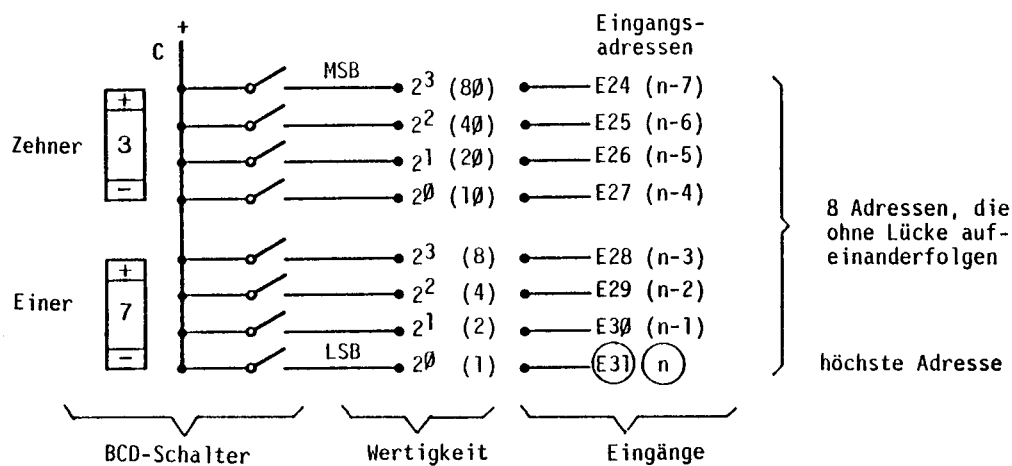 Eingangs-
adressen
+
C
MSB 2³ (8Ø) E24 (n-7)
2² (4Ø) E25 (n-6)
2¹ (2Ø) E26 (n-5)
2Ø (1Ø) E27 (n-4)
Zehner
+
3
-
8 Adressen, die
ohne Lücke auf-
einanderfolgen
2³ (8) E28 (n-3)
2² (4) E29 (n-2)
2¹ (2) E3Ø (n-1)
LSB 2Ø (1) E31 n
Einer
+
7
-
höchste Adresse
BCD-Schalter Wertigkeit Eingänge